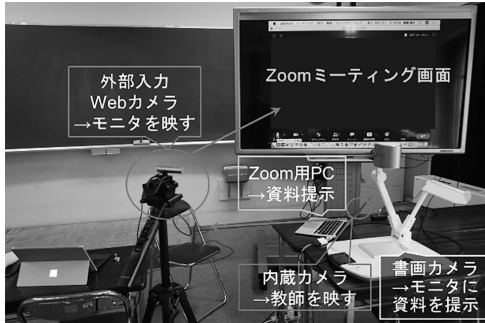 外部入力
Webカメラ
→モニタを映す
Zoomミーティング画面
Zoom用PC
→資料提示
内蔵カメラ
→教師を映す
書画カメラ
→モニタに
資料を提示